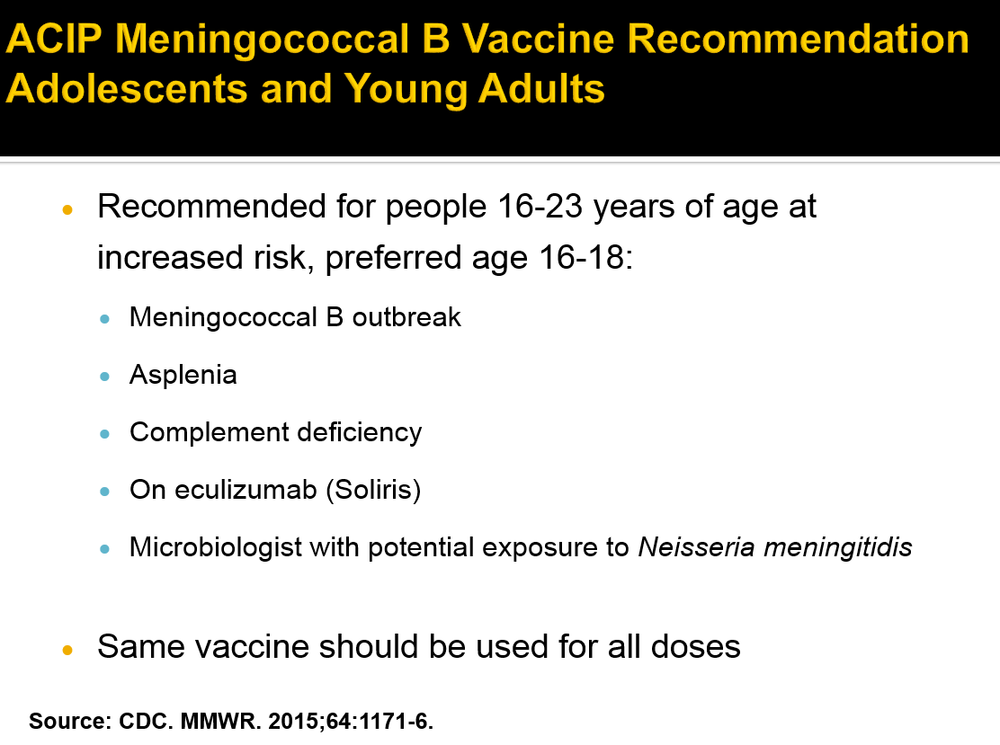 ACIP Meningococcal B Vaccine Recommendation
Adolescents and Young Adults
• Recommended for people 16-23 years of age at
increased risk, preferred age 16-18:
• Meningococcal B outbreak
• Asplenia
• Complement deficiency
• On eculizumab (Soliris)
• Microbiologist with potential exposure to Neisseria meningitidis
• Same vaccine should be used for all doses
Source: CDC. MMWR. 2015;64:1171-6.